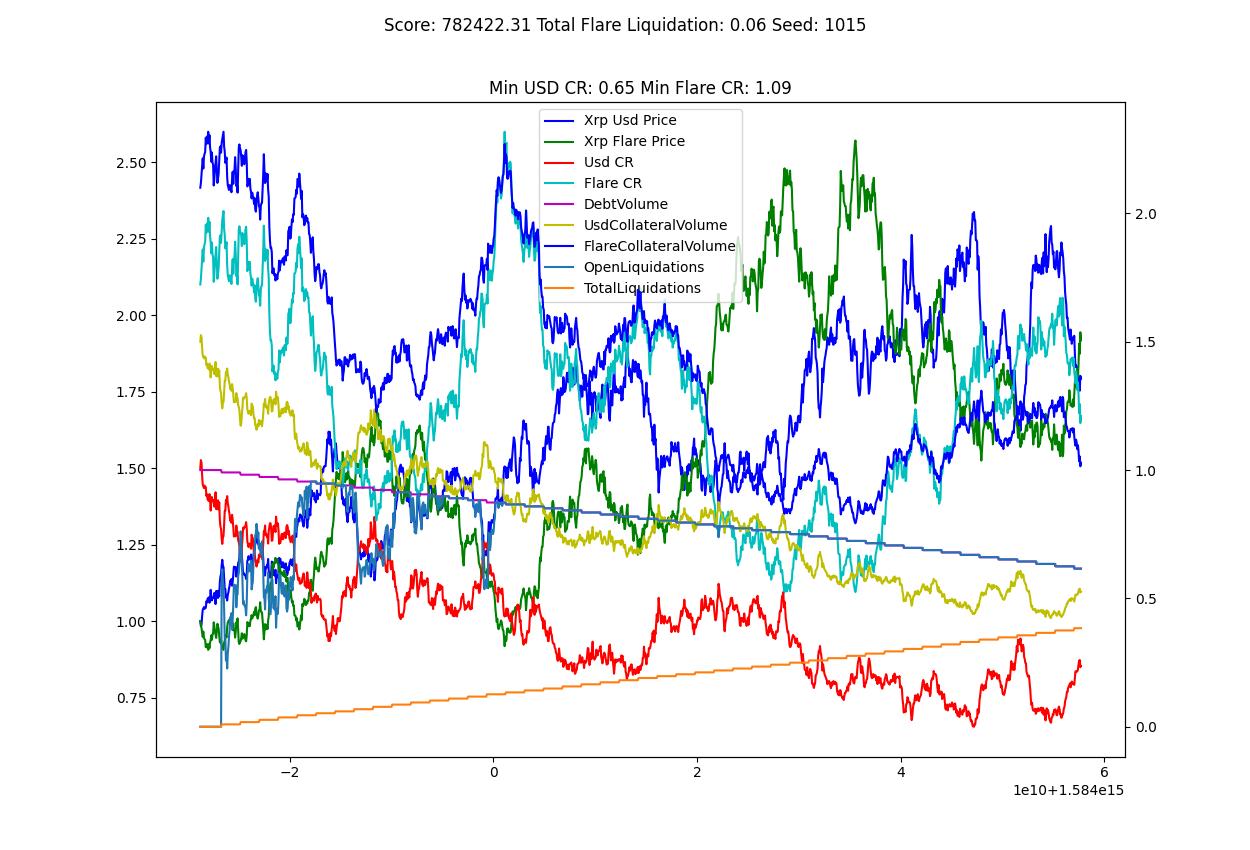 Score: 782422.31 Total Flare Liquidation: 0.06 Seed: 1015
Min USD CR: 0.65 Min Flare CR: 1.09
Xrp Usd Price
Xrp Flare Price
Usd CR
Flare CR
DebtVolume
UsdCollateralVolume
FlareCollateralVolume
OpenLiquidations
TotalLiquidations
2.50
2.25
2.00
1.75
1.50
1.25
1.00
0.75
2.0
1.5
1.0
0.5
0.0
−2 0 2 4 6
1e10+1.584e15